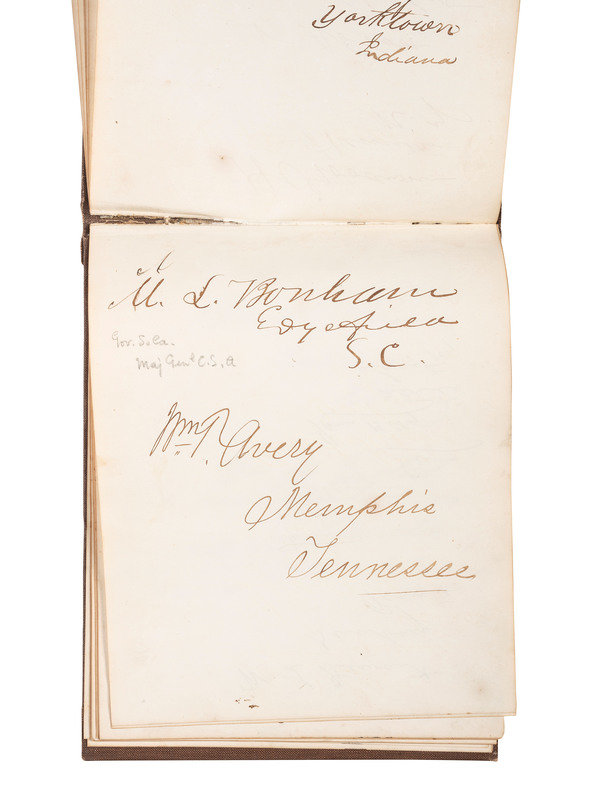 Yorktown
Indiana
M. L. Bonham
Edgefield
S. C.
Gov. S. Ca.
Maj Genl C. S. A
Wm. T. Avery
Memphis
Tennessee